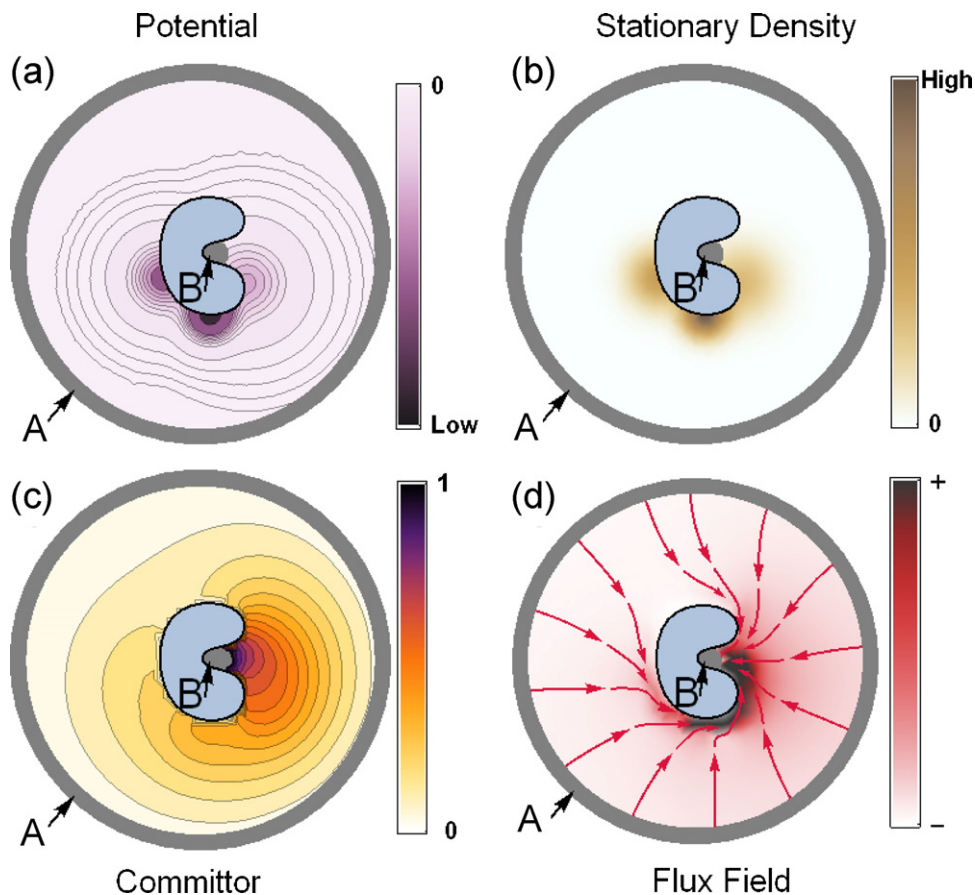 Potential
Stationary Density
(a)
0
B
A
Low
(b)
High
B
A
0
(c)
1
B
A
0
(d)
+
B
A
–
Committor
Flux Field